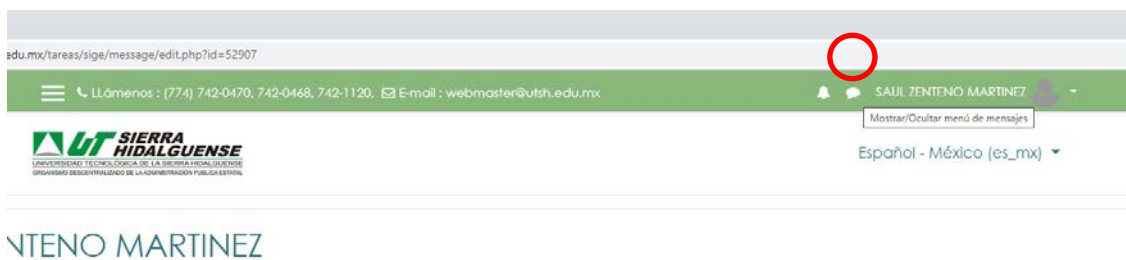 edu.mx/tareas/sige/message/edit.php?id=52907
LLámenos : (774) 742-0470, 742-0468, 742-1120, E-mail : webmaster@utsh.edu.mx
SAUL ZENTENO MARTINEZ
Mostrar/Ocultar menú de mensajes
UT SIERRA HIDALGUENSE
UNIVERSIDAD TECNOLÓGICA DE LA SIERRA HIDALGUENSE
ORGANISMO DESCENTRALIZADO DE LA ADMINISTRACIÓN PUBLICA ESTATAL
Español - México (es_mx)
NTENO MARTINEZ